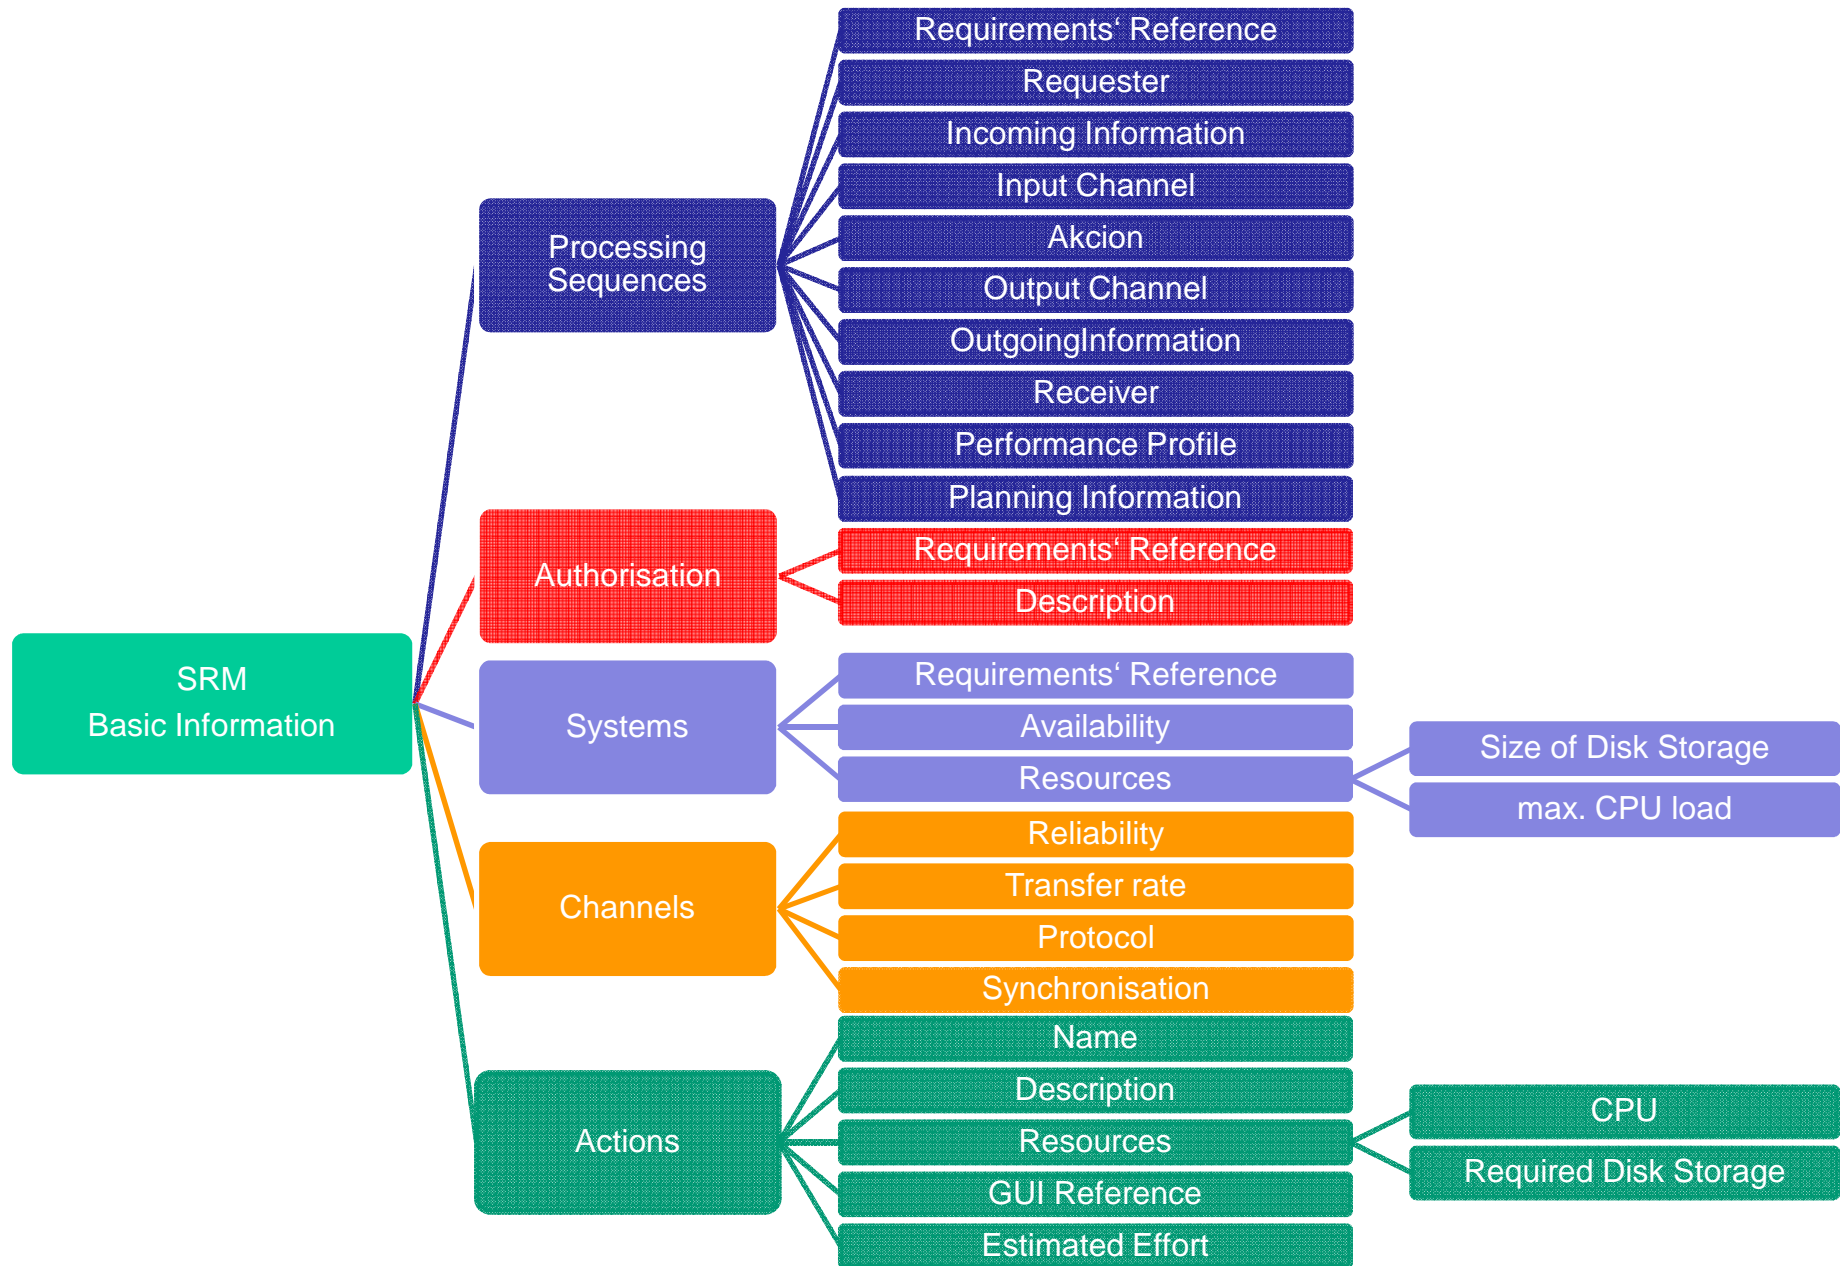 SRM
Basic Information
Processing
Sequences
Requirements‘ Reference
Requester
Incoming Information
Input Channel
Akcion
Output Channel
OutgoingInformation
Receiver
Performance Profile
Planning Information
Authorisation
Requirements‘ Reference
Description
Systems
Requirements‘ Reference
Availability
Resources
Size of Disk Storage
max. CPU load
Channels
Reliability
Transfer rate
Protocol
Synchronisation
Actions
Name
Description
Resources
CPU
Required Disk Storage
GUI Reference
Estimated Effort